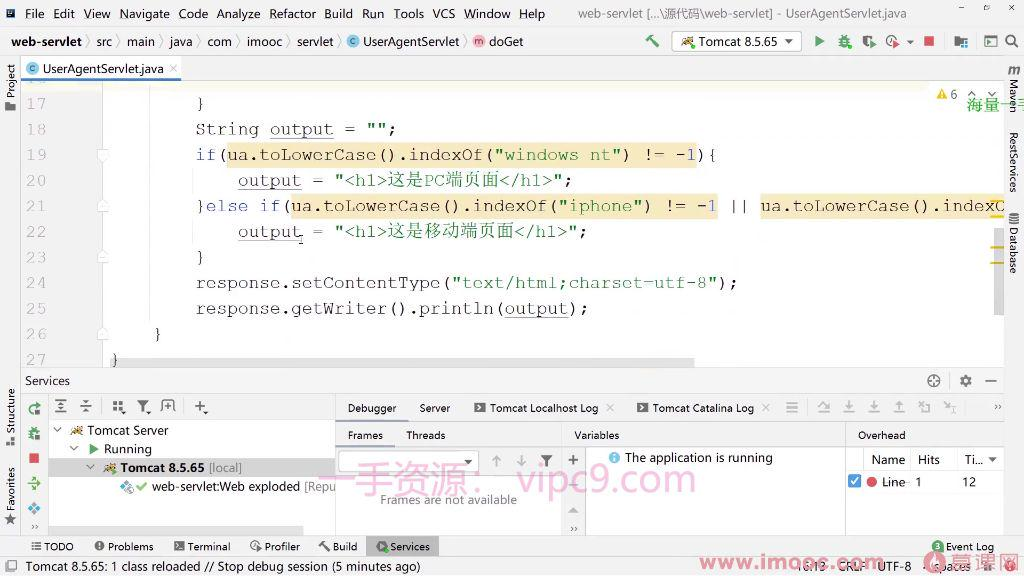 File Edit View Navigate Code Analyze Refactor Build Run Tools VCS Window Help web-servlet [...\源代码\web-servlet] - UserAgentServlet.java
web-servlet src main java com imooc servlet UserAgentServlet doGet Tomcat 8.5.65
UserAgentServlet.java
Project
Maven
RestServices
Database
Structure
Favorites
6
海量一手
17 }
18 String output = "";
19 if(ua.toLowerCase().indexOf("windows nt") != -1){
20 output = "<h1>这是PC端页面</h1>";
21 }else if(ua.toLowerCase().indexOf("iphone") != -1 || ua.toLowerCase().indexO
22 output = "<h1>这是移动端页面</h1>";
23 }
24 response.setContentType("text/html;charset=utf-8");
25 response.getWriter().println(output);
26 }
27 }
Services
Debugger Server Tomcat Localhost Log Tomcat Catalina Log
Tomcat Server
Running
Tomcat 8.5.65 [local]
web-servlet:Web exploded [Repu
Frames Threads
Frames are not available
Variables
The application is running
Overhead
Name Hits Ti...
Line 1 12
一手资源: vipc9.com
TODO Problems Terminal Profiler Build Services Event Log
Tomcat 8.5.65: 1 class reloaded // Stop debug session (5 minutes ago) CRLF UTF-8 4 spaces
www.imooc.com 慕课网